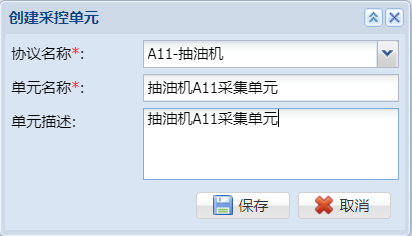 创建采控单元
协议名称*: A11-抽油机
单元名称*: 抽油机A11采集单元
单元描述: 抽油机A11采集单元
保存 取消